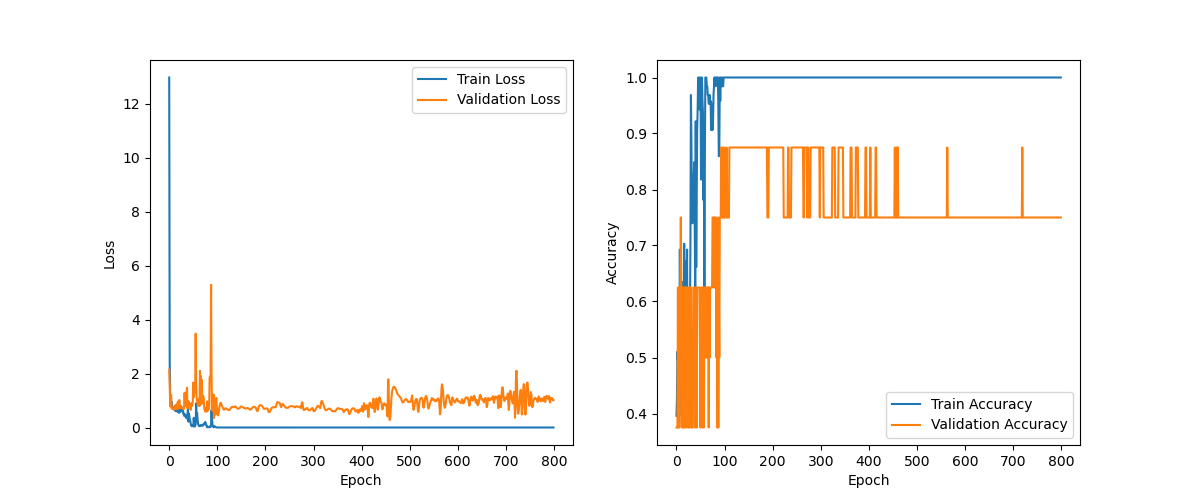 Train Loss
Validation Loss
12
10
8
6
4
2
0
Loss
0 100 200 300 400 500 600 700 800
Epoch
1.0
0.9
0.8
0.7
0.6
0.5
0.4
Accuracy
Train Accuracy
Validation Accuracy
0 100 200 300 400 500 600 700 800
Epoch